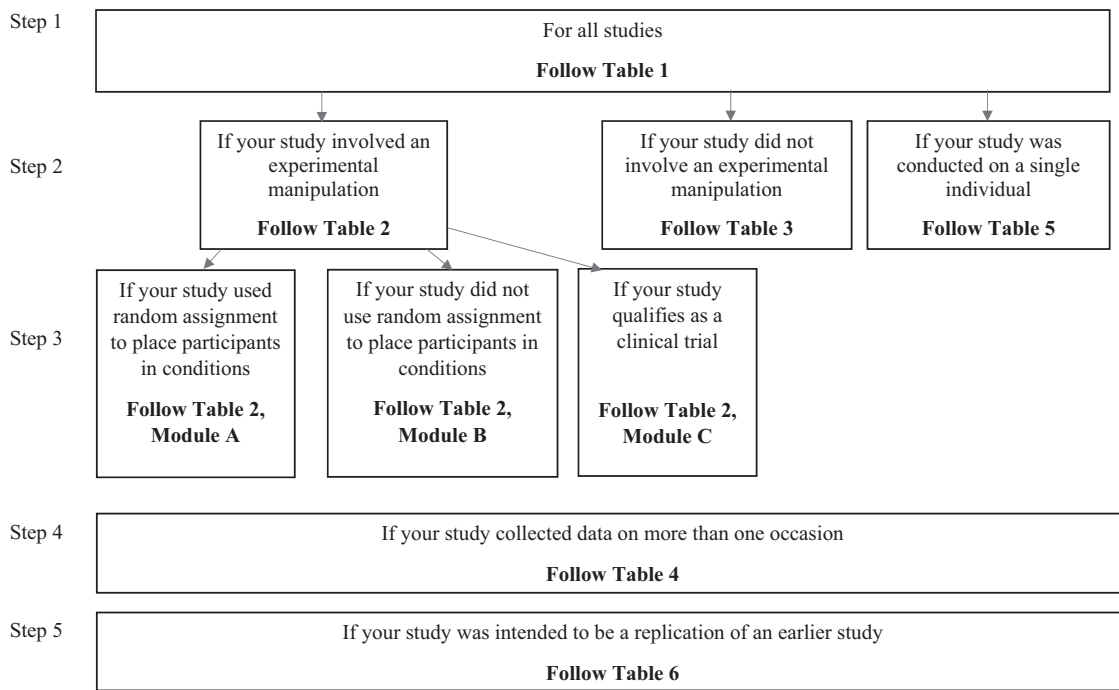 Step 1
For all studies
Follow Table 1
Step 2
If your study involved an
experimental
manipulation
Follow Table 2
If your study did not
involve an experimental
manipulation
Follow Table 3
If your study was
conducted on a single
individual
Follow Table 5
Step 3
If your study used
random assignment
to place participants
in conditions
Follow Table 2,
Module A
If your study did not
use random assignment
to place participants in
conditions
Follow Table 2,
Module B
If your study
qualifies as a
clinical trial
Follow Table 2,
Module C
Step 4
If your study collected data on more than one occasion
Follow Table 4
Step 5
If your study was intended to be a replication of an earlier study
Follow Table 6